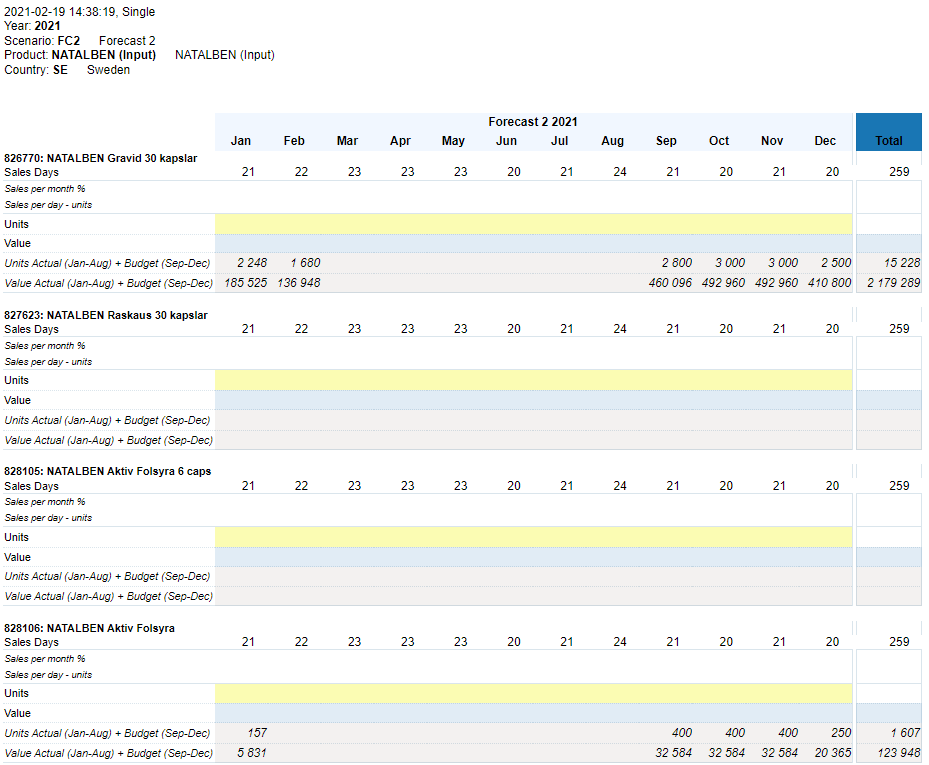 2021-02-19 14:38:19, Single
Year: 2021
Scenario: FC2 Forecast 2
Product: NATALBEN (Input) NATALBEN (Input)
Country: SE Sweden
Forecast 2 2021
Jan Feb Mar Apr May Jun Jul Aug Sep Oct Nov Dec Total
826770: NATALBEN Gravid 30 kapslar
Sales Days 21 22 23 23 23 20 21 24 21 20 21 20 259
Sales per month %
Sales per day - units
Units
Value
Units Actual (Jan-Aug) + Budget (Sep-Dec) 2 248 1 680 2 800 3 000 3 000 2 500 15 228
Value Actual (Jan-Aug) + Budget (Sep-Dec) 185 525 136 948 460 096 492 960 492 960 410 800 2 179 289
827623: NATALBEN Raskaus 30 kapslar
Sales Days 21 22 23 23 23 20 21 24 21 20 21 20 259
Sales per month %
Sales per day - units
Units
Value
Units Actual (Jan-Aug) + Budget (Sep-Dec)
Value Actual (Jan-Aug) + Budget (Sep-Dec)
828105: NATALBEN Aktiv Folsyra 6 caps
Sales Days 21 22 23 23 23 20 21 24 21 20 21 20 259
Sales per month %
Sales per day - units
Units
Value
Units Actual (Jan-Aug) + Budget (Sep-Dec)
Value Actual (Jan-Aug) + Budget (Sep-Dec)
828106: NATALBEN Aktiv Folsyra
Sales Days 21 22 23 23 23 20 21 24 21 20 21 20 259
Sales per month %
Sales per day - units
Units
Value
Units Actual (Jan-Aug) + Budget (Sep-Dec) 157 400 400 400 250 1 607
Value Actual (Jan-Aug) + Budget (Sep-Dec) 5 831 32 584 32 584 32 584 20 365 123 948